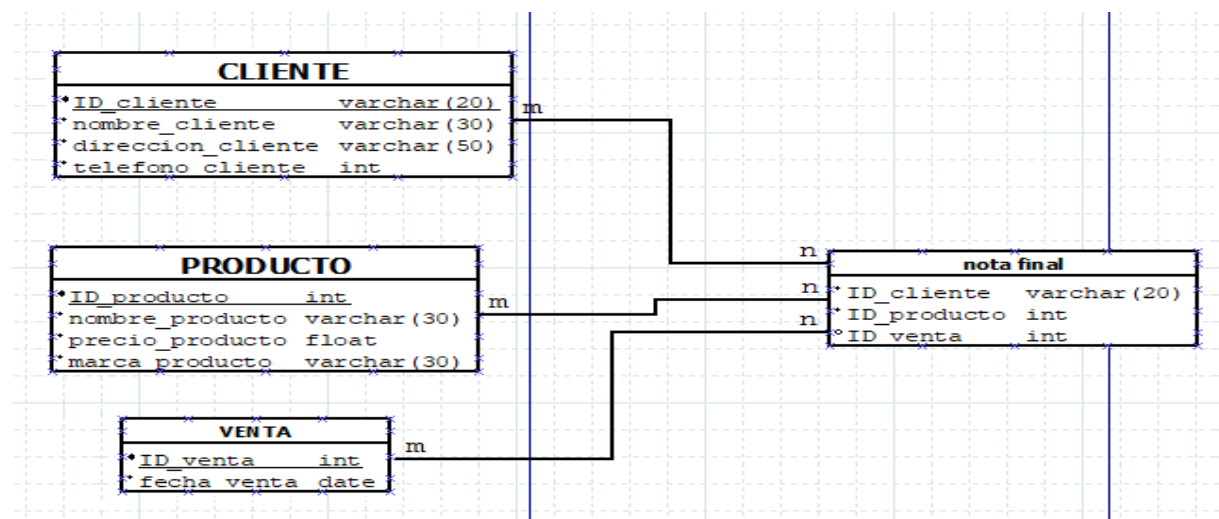 CLIENTE
ID_cliente varchar(20)
nombre_cliente varchar(30)
direccion_cliente varchar(50)
telefono_cliente int
m
n
PRODUCTO
ID_producto int
nombre_producto varchar(30)
precio_producto float
marca_producto varchar(30)
m
n
VENTA
ID_venta int
fecha_venta date
m
n
nota final
ID_cliente varchar(20)
ID_producto int
ID_venta int